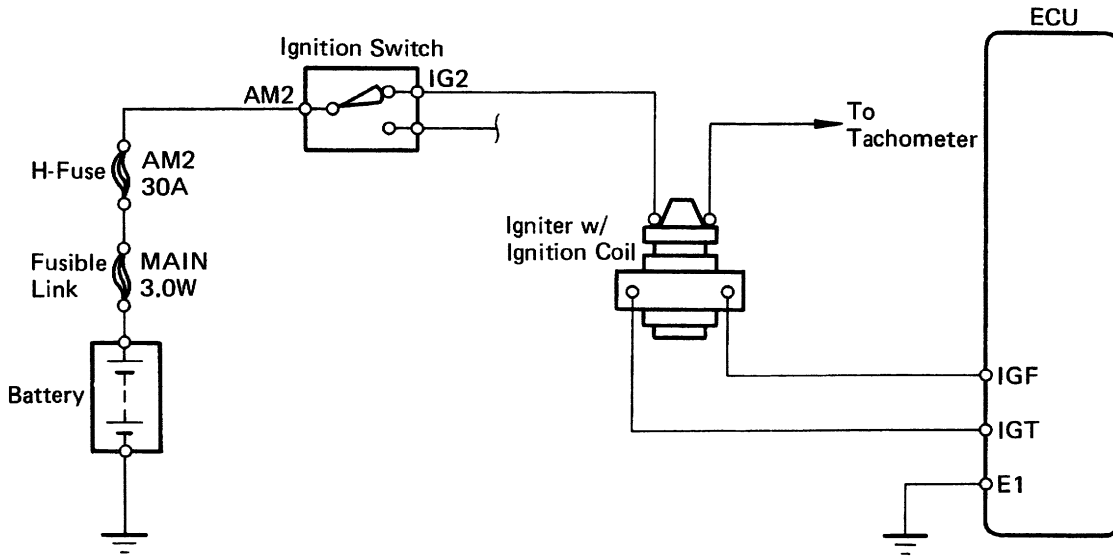 ECU
Ignition Switch
AM2
IG2
To
Tachometer
H-Fuse
AM2
30A
Igniter w/
Ignition Coil
Fusible
Link
MAIN
3.0W
Battery
IGF
IGT
E1